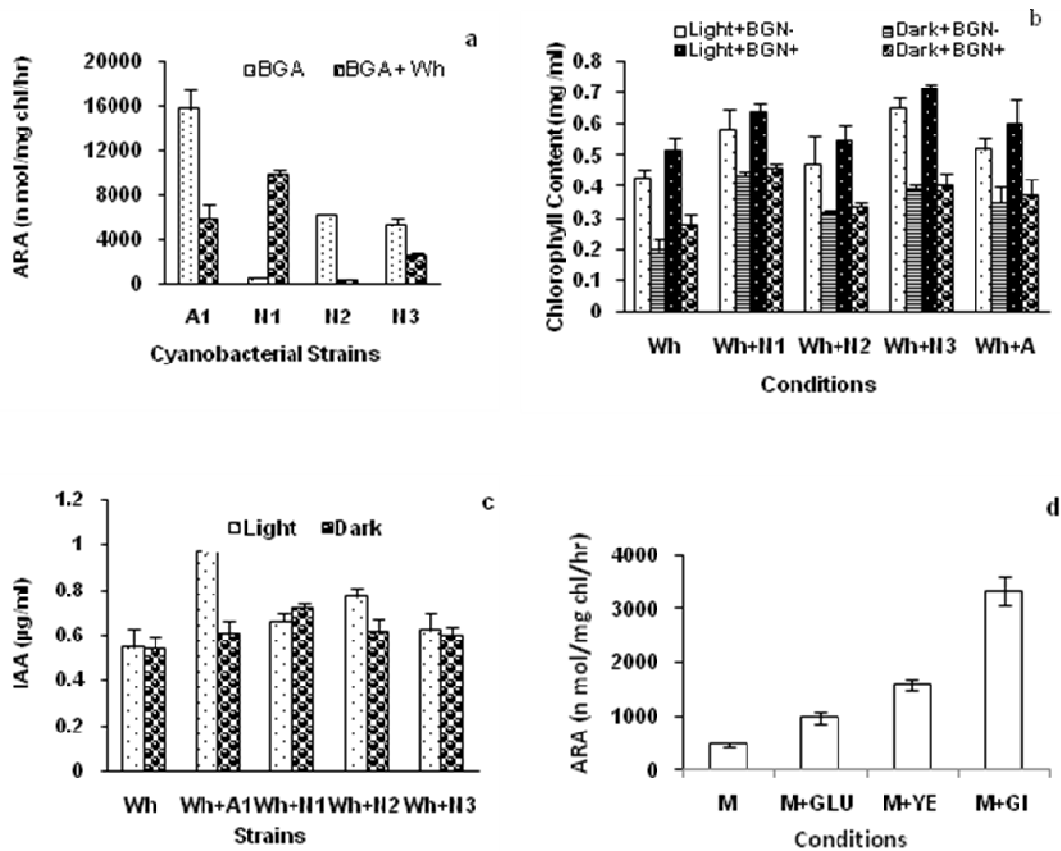 a
BGA BGA+Wh
ARA (n mol/mg chl/hr)
20000
16000
12000
8000
4000
0
A1 N1 N2 N3
Cyanobacterial Strains
b
Light+BGN- Dark+BGN-
Light+BGN+ Dark+BGN+
Chlorophyll Content (mg/ml)
0.8
0.7
0.6
0.5
0.4
0.3
0.2
0.1
0
Wh Wh+N1 Wh+N2 Wh+N3 Wh+A
Conditions
c
Light Dark
IAA (µg/ml)
1.2
1
0.8
0.6
0.4
0.2
0
Wh Wh+A1 Wh+N1 Wh+N2 Wh+N3
Strains
d
ARA (n mol/mg chl/hr)
4000
3000
2000
1000
0
M M+GLU M+YE M+GI
Conditions